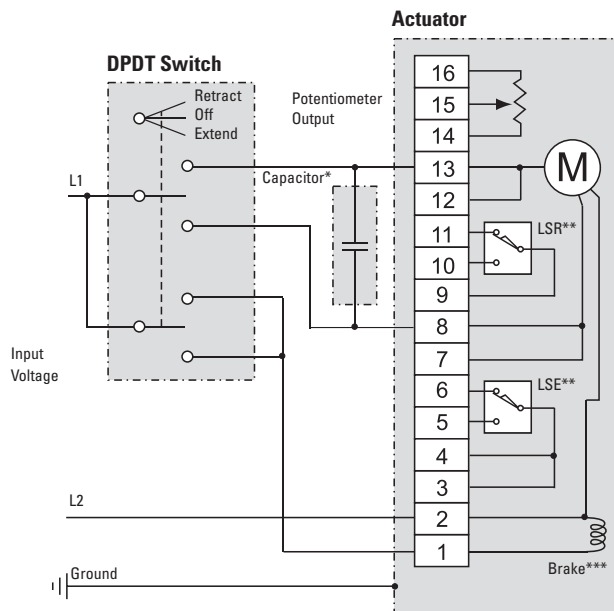 Actuator
DPDT Switch
Retract
Off
Extend
Potentiometer
Output
Capacitor*
L1
Input
Voltage
L2
Ground
16
15
14
13
12
11
10
9
8
7
6
5
4
3
2
1
M
LSR**
LSE**
Brake***